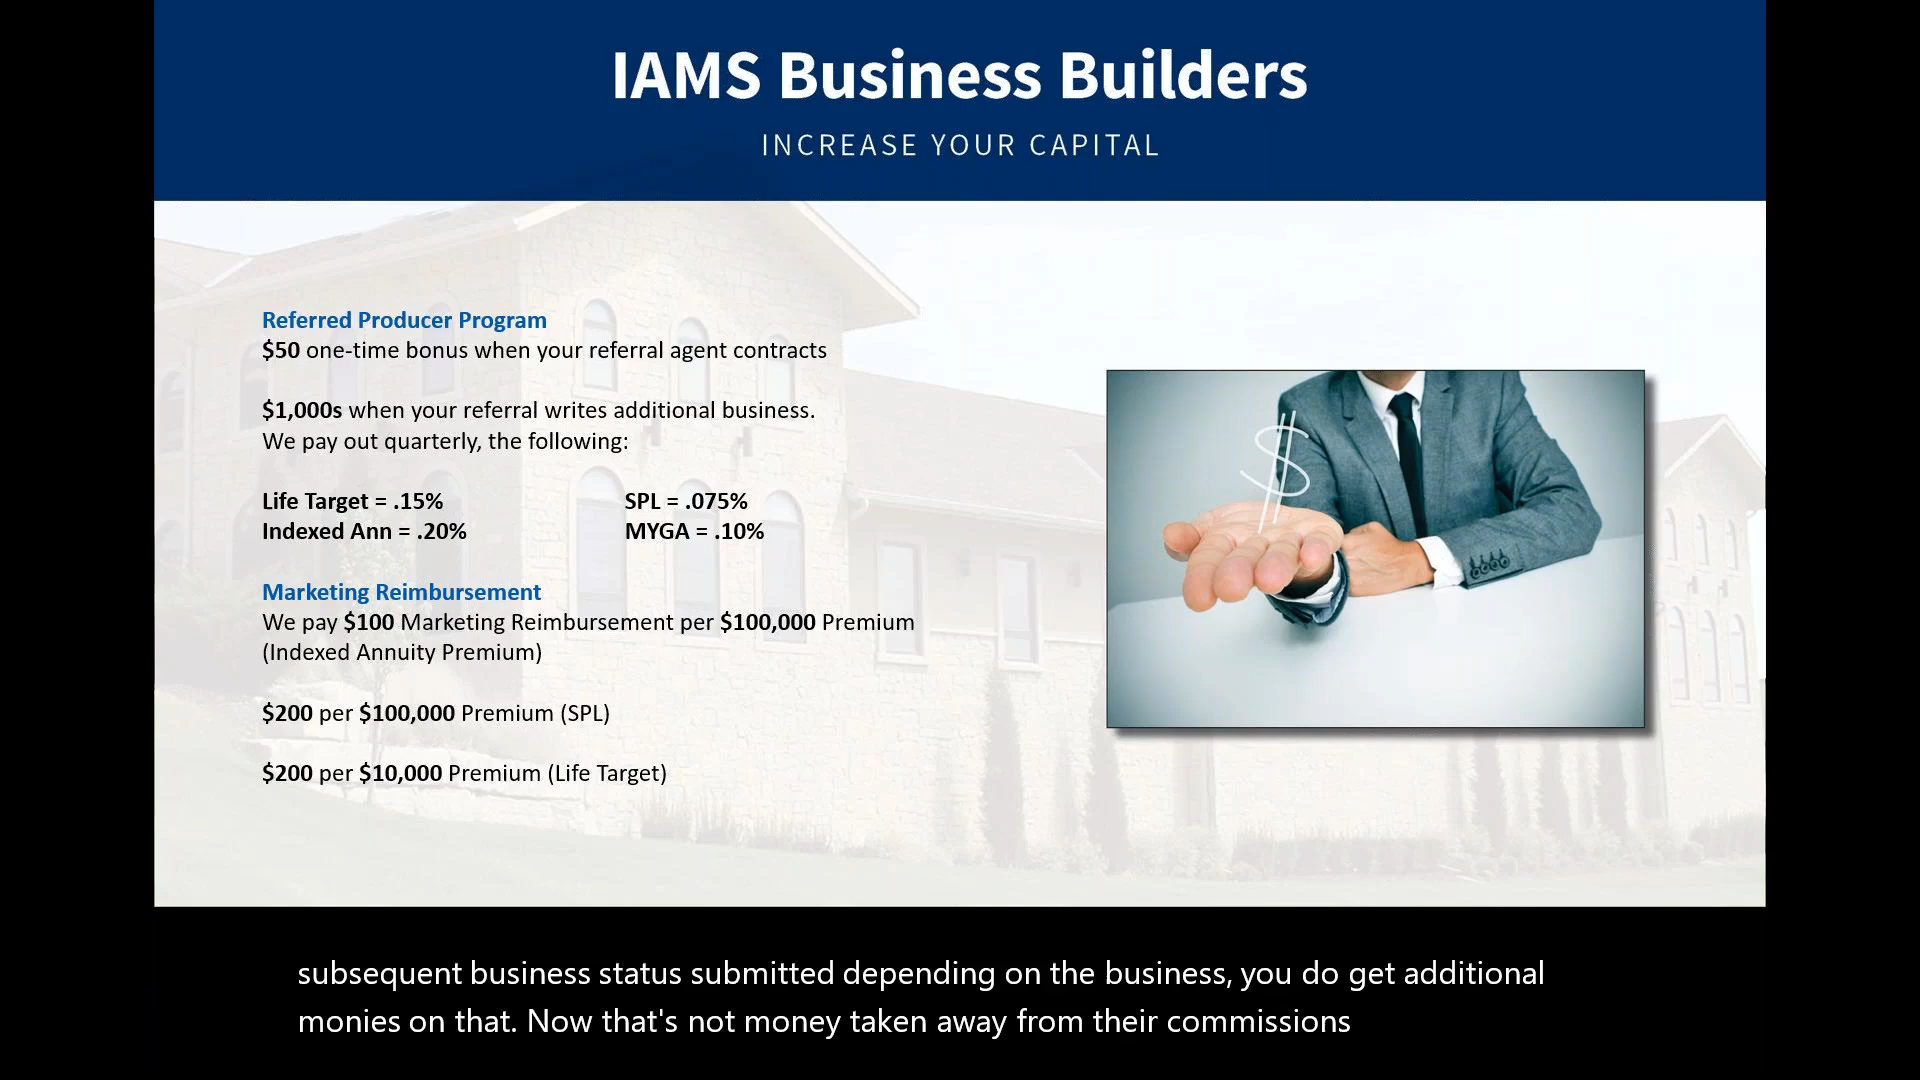 IAMS Business Builders
INCREASE YOUR CAPITAL
Referred Producer Program
$50 one-time bonus when your referral agent contracts
$1,000s when your referral writes additional business.
We pay out quarterly, the following:
Life Target = .15% SPL = .075%
Indexed Ann = .20% MYGA = .10%
Marketing Reimbursement
We pay $100 Marketing Reimbursement per $100,000 Premium
(Indexed Annuity Premium)
$200 per $100,000 Premium (SPL)
$200 per $10,000 Premium (Life Target)
$
subsequent business status submitted depending on the business, you do get additional
monies on that. Now that's not money taken away from their commissions